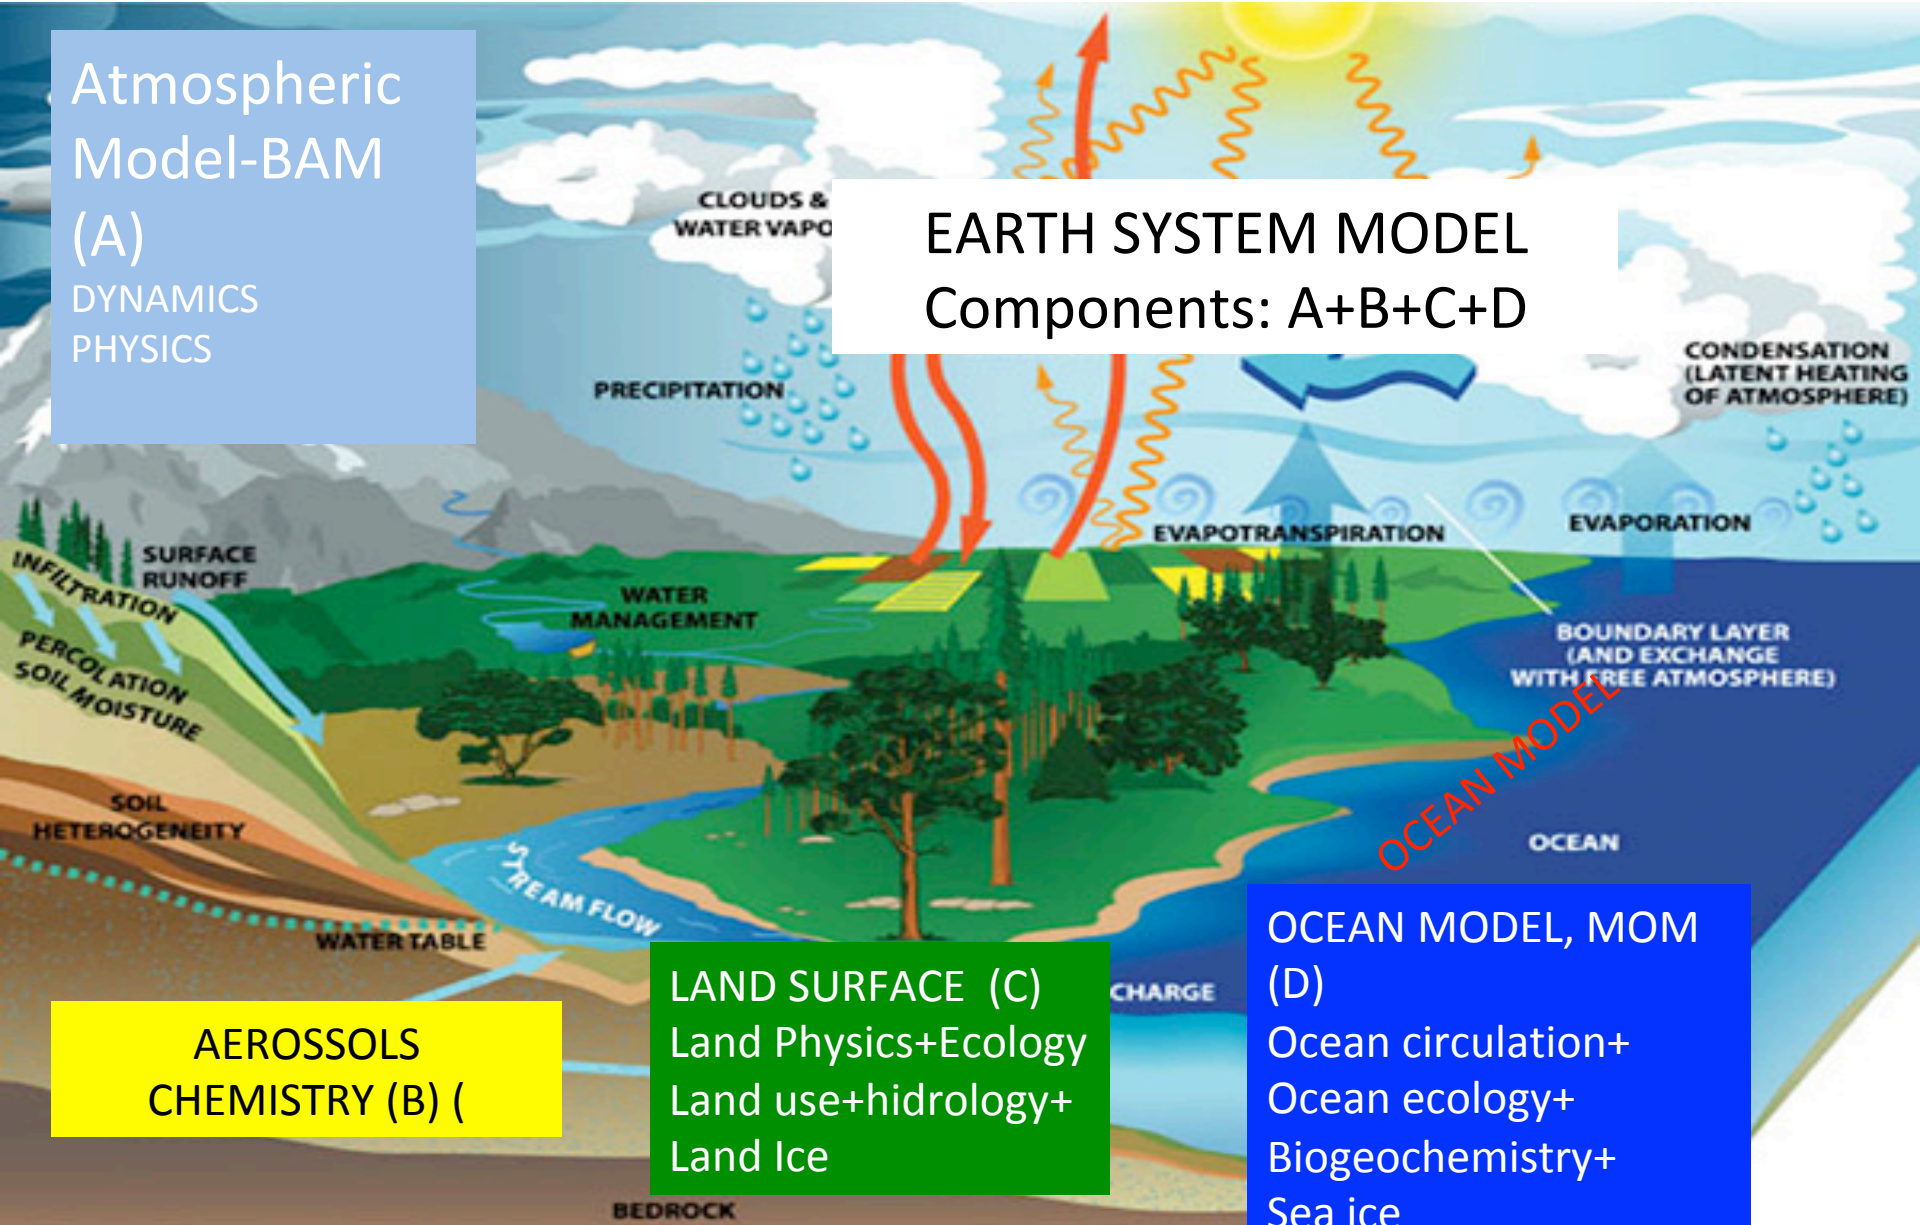 Atmospheric
Model-BAM
(A)
DYNAMICS
PHYSICS
CLOUDS &
WATER VAPO
EARTH SYSTEM MODEL
Components: A+B+C+D
PRECIPITATION
CONDENSATION
(LATENT HEATING
OF ATMOSPHERE)
EVAPOTRANSPIRATION
EVAPORATION
SURFACE
RUNOFF
INFILTRATION
PERCOLATION
SOIL MOISTURE
WATER
MANAGEMENT
BOUNDARY LAYER
(AND EXCHANGE
WITH FREE ATMOSPHERE)
OCEAN MODEL
SOIL
HETEROGENEITY
OCEAN
STREAM FLOW
WATER TABLE
CHARGE
AEROSSOLS
CHEMISTRY (B) (
LAND SURFACE (C)
Land Physics+Ecology
Land use+hidrology+
Land Ice
OCEAN MODEL, MOM
(D)
Ocean circulation+
Ocean ecology+
Biogeochemistry+
Sea ice
BEDROCK